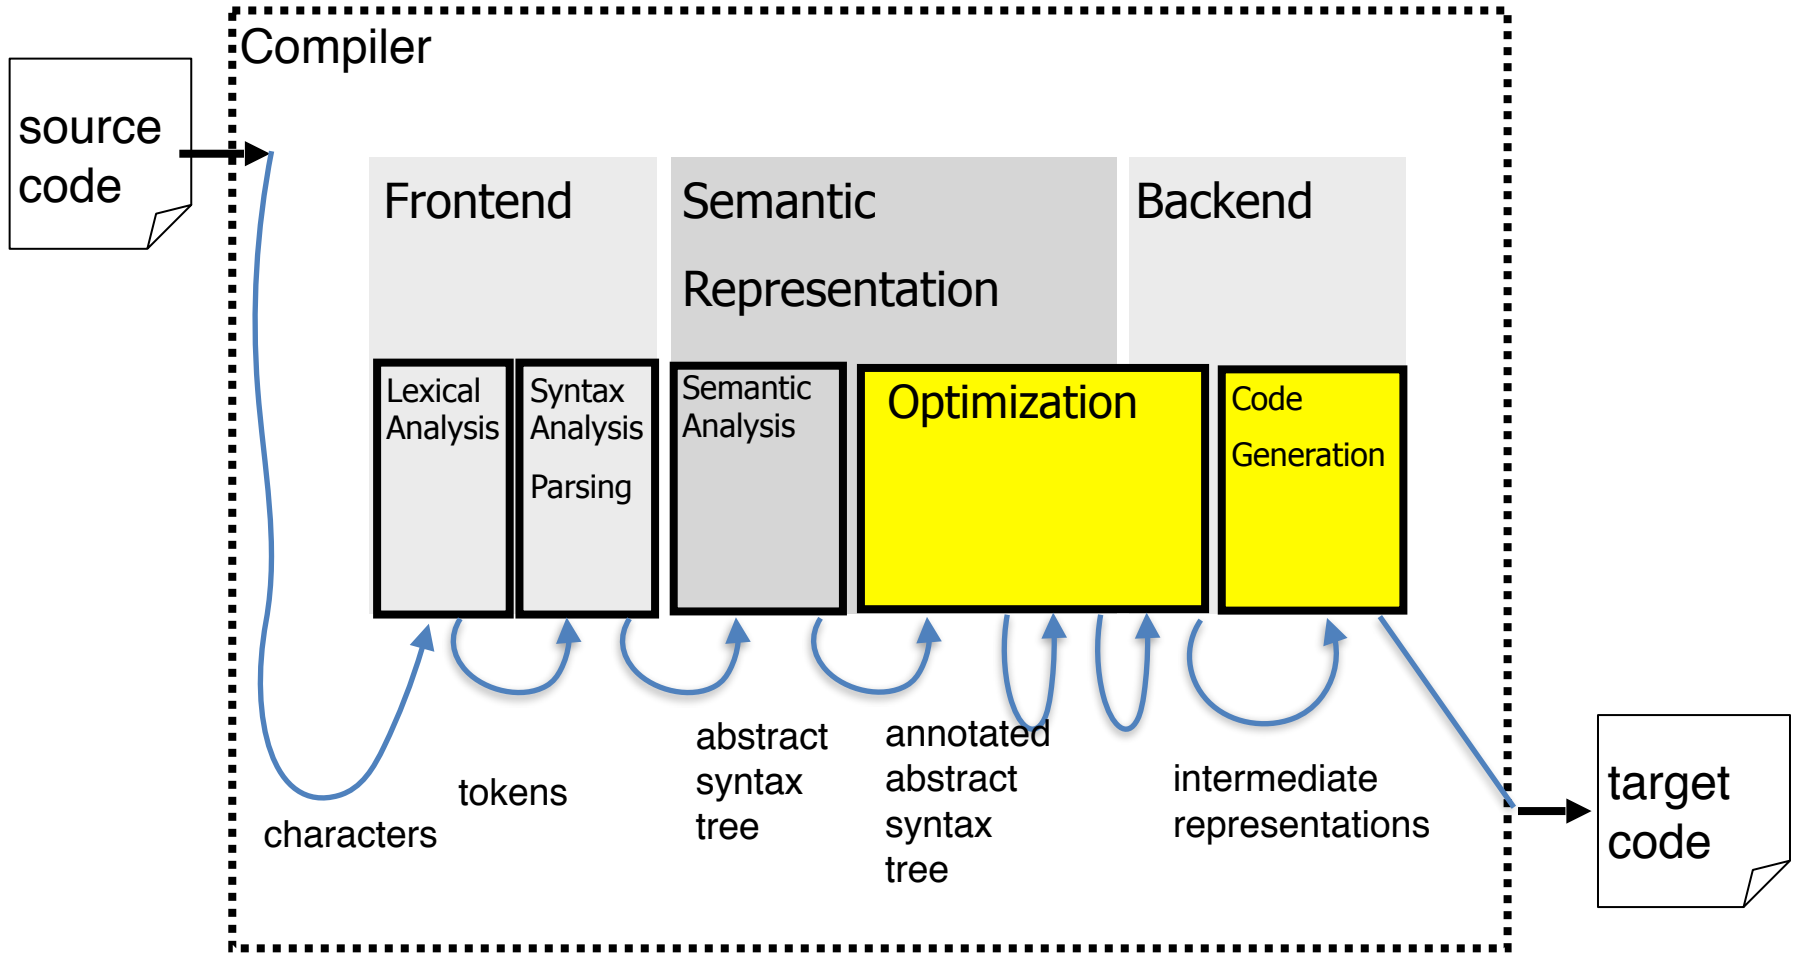 Compiler
source
code
Frontend
Semantic
Representation
Backend
Lexical
Analysis
Syntax
Analysis
Parsing
Semantic
Analysis
Optimization
Code
Generation
characters
tokens
abstract
syntax
tree
annotated
abstract
syntax
tree
intermediate
representations
target
code